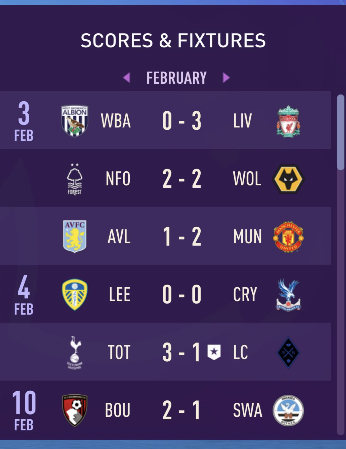 SCORES & FIXTURES
FEBRUARY
3 FEB WBA 0 - 3 LIV
NFO 2 - 2 WOL
AVL 1 - 2 MUN
4 FEB LEE 0 - 0 CRY
TOT 3 - 1 LC
10 FEB BOU 2 - 1 SWA